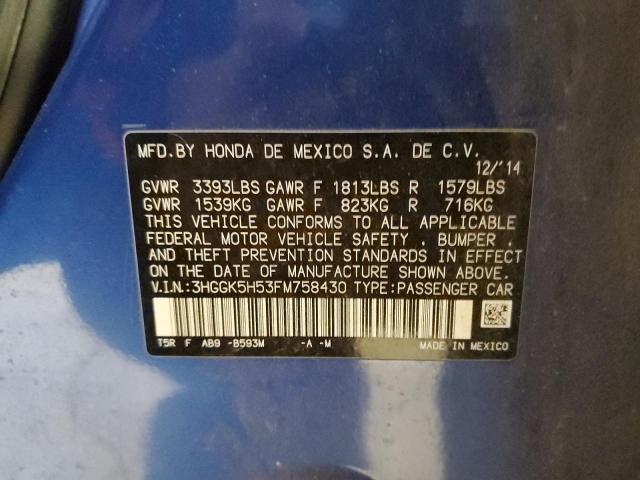 MFD.BY HONDA DE MEXICO S.A. DE C.V.
12/'14
GVWR 3393LBS GAWR F 1813LBS R 1579LBS
GVWR 1539KG GAWR F 823KG R 716KG
THIS VEHICLE CONFORMS TO ALL APPLICABLE
FEDERAL MOTOR VEHICLE SAFETY , BUMPER ,
AND THEFT PREVENTION STANDARDS IN EFFECT
ON THE DATE OF MANUFACTURE SHOWN ABOVE.
V.I.N.:3HGGK5H53FM758430 TYPE:PASSENGER CAR
T5R F AB9 -B593M -A -M
MADE IN MEXICO